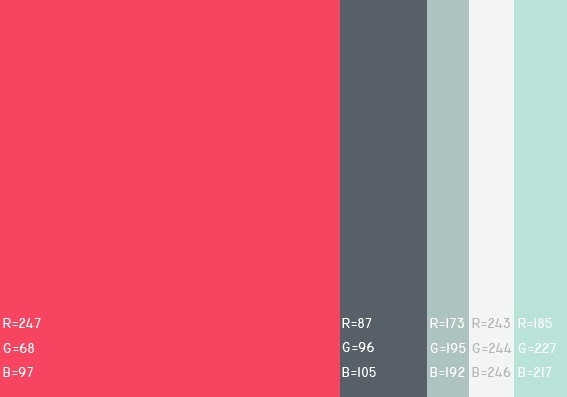 R=247
G=68
B=97
R=87
G=96
B=105
R=173
G=195
B=192
R=243
G=244
B=246
R=185
G=227
B=217